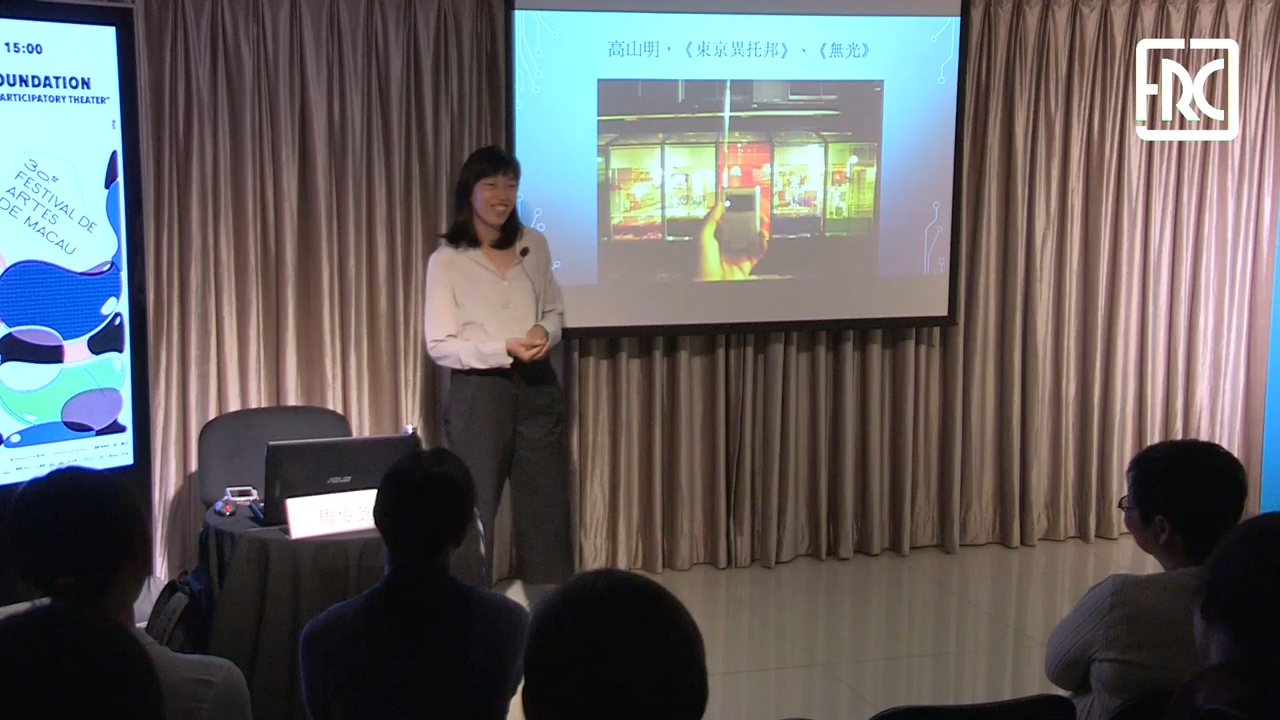 15:00
OUNDATION
ARTICIPATORY THEATER"
30º
FESTIVAL DE
ARTES
DE MACAU
高山明，《東京異托邦》、《無光》
FRC
ASUS